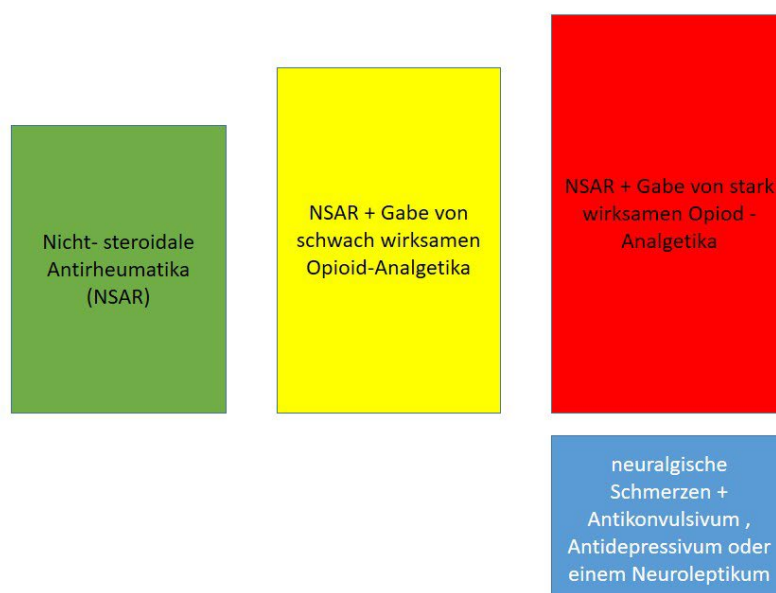 Nicht- steroidale
Antirheumatika
(NSAR)
NSAR + Gabe von
schwach wirksamen
Opioid-Analgetika
NSAR + Gabe von stark
wirksamen Opiod -
Analgetika
neuralgische
Schmerzen +
Antikonvulsivum ,
Antidepressivum oder
einem Neuroleptikum